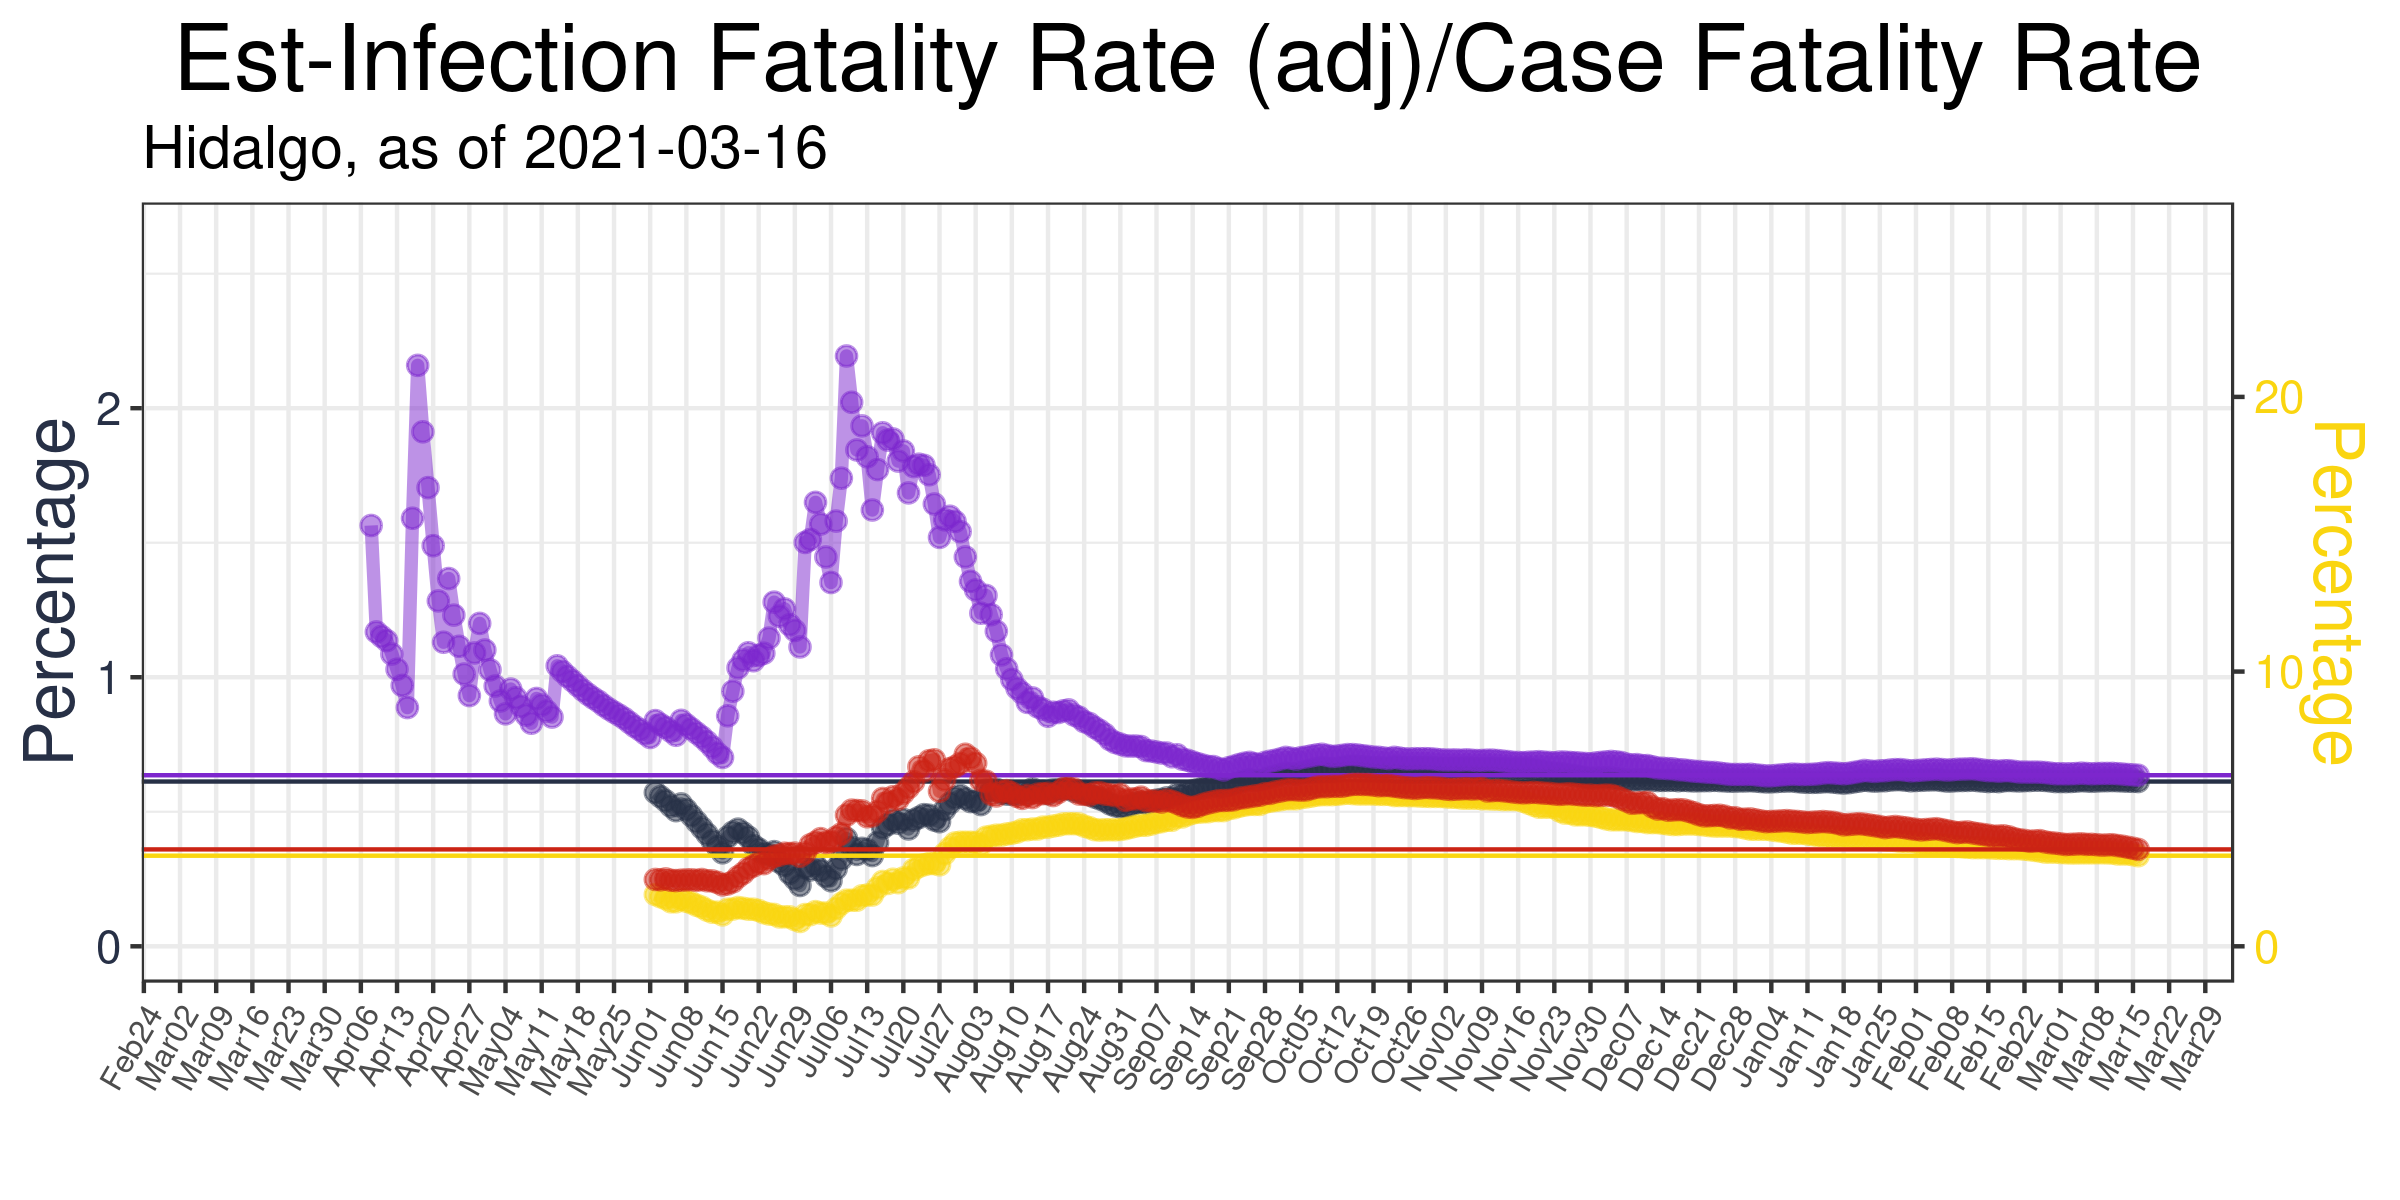 Est-Infection Fatality Rate (adj)/Case Fatality Rate
Hidalgo, as of 2021-03-16
Percentage
2
1
0
20
10
0
Percentage
Feb24
Mar02
Mar09
Mar16
Mar23
Mar30
Apr06
Apr13
Apr20
Apr27
May04
May11
May18
May25
Jun01
Jun08
Jun15
Jun22
Jun29
Jul06
Jul13
Jul20
Jul27
Aug03
Aug10
Aug17
Aug24
Aug31
Sep07
Sep14
Sep21
Sep28
Oct05
Oct12
Oct19
Oct26
Nov02
Nov09
Nov16
Nov23
Nov30
Dec07
Dec14
Dec21
Dec28
Jan04
Jan11
Jan18
Jan25
Feb01
Feb08
Feb15
Feb22
Mar01
Mar08
Mar15
Mar22
Mar29